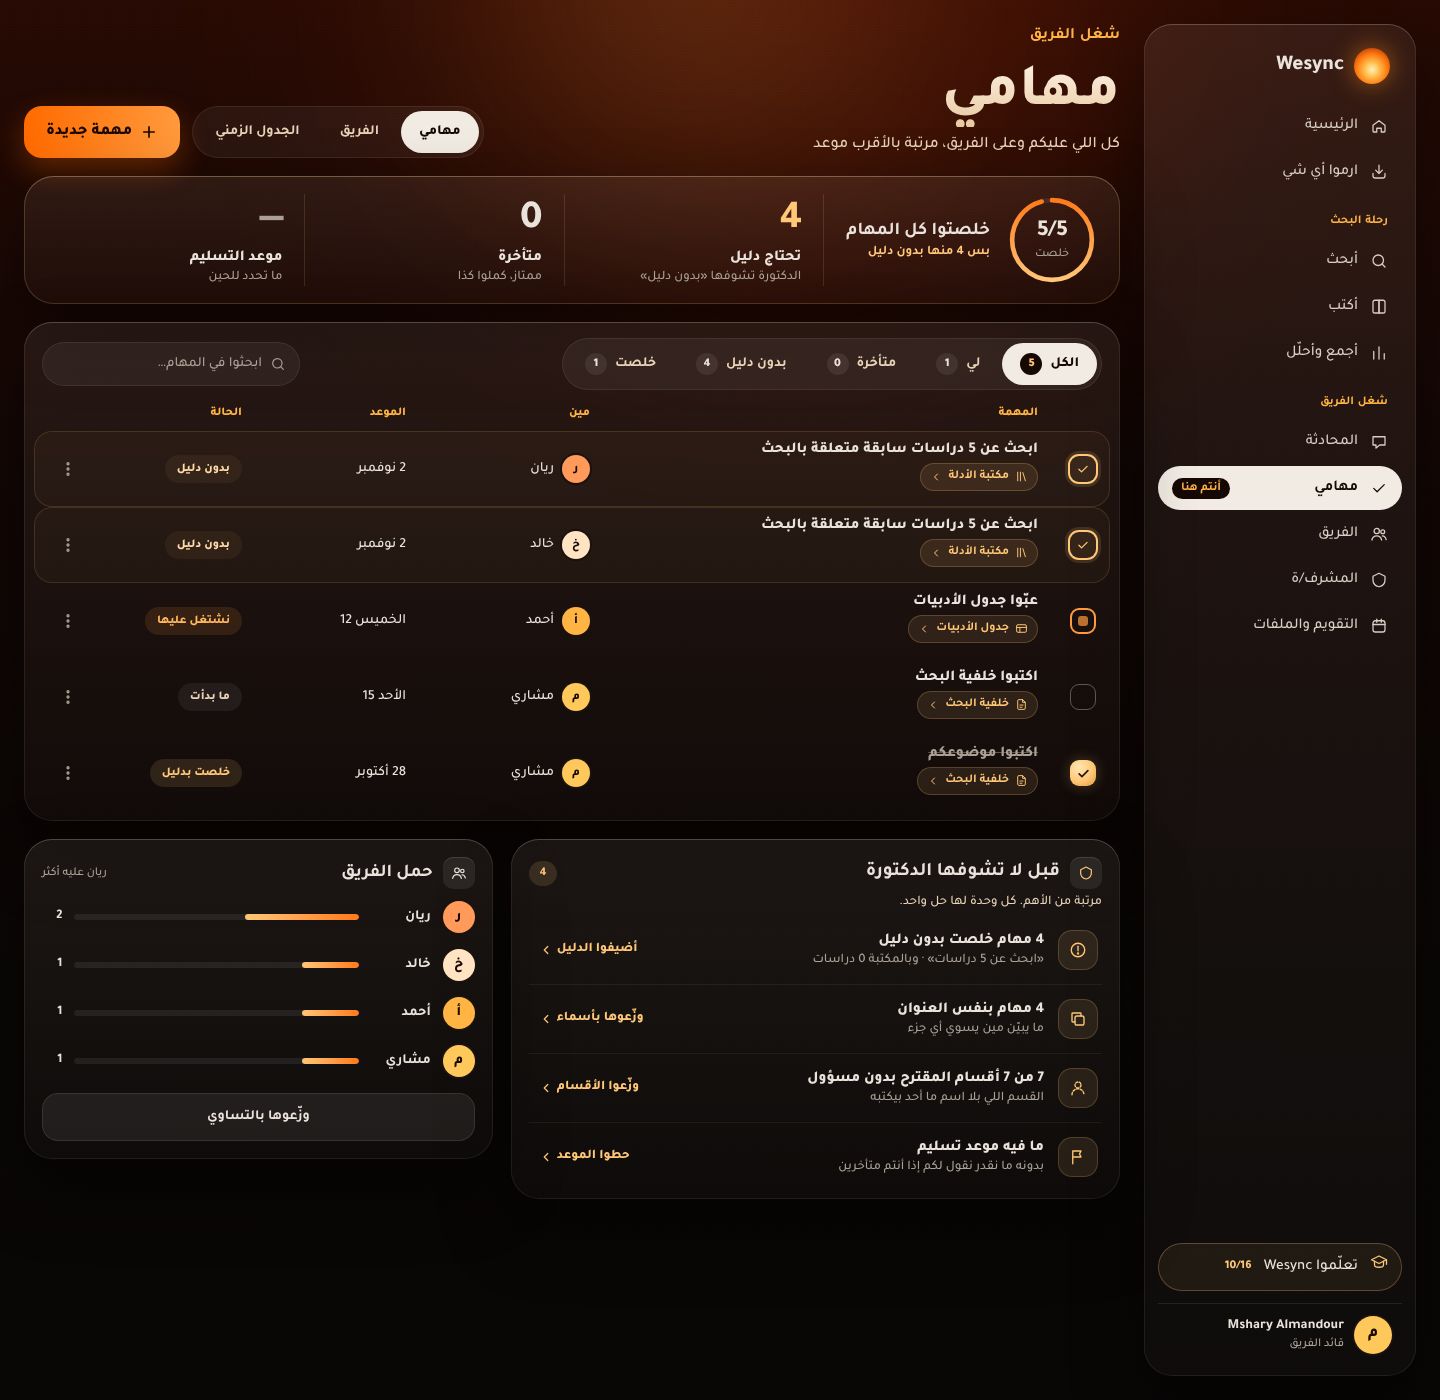 Wesync
الرئيسية
ارموا أي شي
رحلة البحث
أبحث
أكتب
أجمع وأحلّل
شغل الفريق
المحادثة
مهامي
أنتم هنا
الفريق
المشرف/ة
التقويم والملفات
تعلّموا Wesync 10/16
Mshary Almandour
قائد الفريق
م
شغل الفريق
مهامي
كل اللي عليكم وعلى الفريق، مرتبة بالأقرب موعد
مهامي الفريق الجدول الزمني
+ مهمة جديدة
5/5
خلصت
خلصتوا كل المهام
بس 4 منها بدون دليل
4
تحتاج دليل
الدكتورة تشوفها «بدون دليل»
0
متأخرة
ممتاز، كملوا كذا
—
موعد التسليم
ما تحدد للحين
الكل 5 لي 1 متأخرة 0 بدون دليل 4 خلصت 1
ابحثوا في المهام...
المهمة مين الموعد الحالة
ابحث عن 5 دراسات سابقة متعلقة بالبحث
مكتبة الأدلة
ر ريان 2 نوفمبر بدون دليل
ابحث عن 5 دراسات سابقة متعلقة بالبحث
مكتبة الأدلة
خ خالد 2 نوفمبر بدون دليل
عبّوا جدول الأدبيات
جدول الأدبيات
أ أحمد الخميس 12 نشتغل عليها
اكتبوا خلفية البحث
خلفية البحث
م مشاري الأحد 15 ما بدأت
اكتبوا موضوعكم
خلفية البحث
م مشاري 28 أكتوبر خلصت بدليل
قبل لا تشوفها الدكتورة
4
مرتبة من الأهم. كل وحدة لها حل واحد.
4 مهام خلصت بدون دليل
«ابحث عن 5 دراسات» · وبالمكتبة 0 دراسات
أضيفوا الدليل
4 مهام بنفس العنوان
ما يبيّن مين يسوي أي جزء
وزّعوها بأسماء
7 من 7 أقسام المقترح بدون مسؤول
القسم اللي بلا اسم ما أحد بيكتبه
وزّعوا الأقسام
ما فيه موعد تسليم
بدونه ما نقدر نقول لكم إذا أنتم متأخرين
حطوا الموعد
حمل الفريق
ريان عليه أكثر
ر ريان 2
خ خالد 1
أ أحمد 1
م مشاري 1
وزّعوها بالتساوي